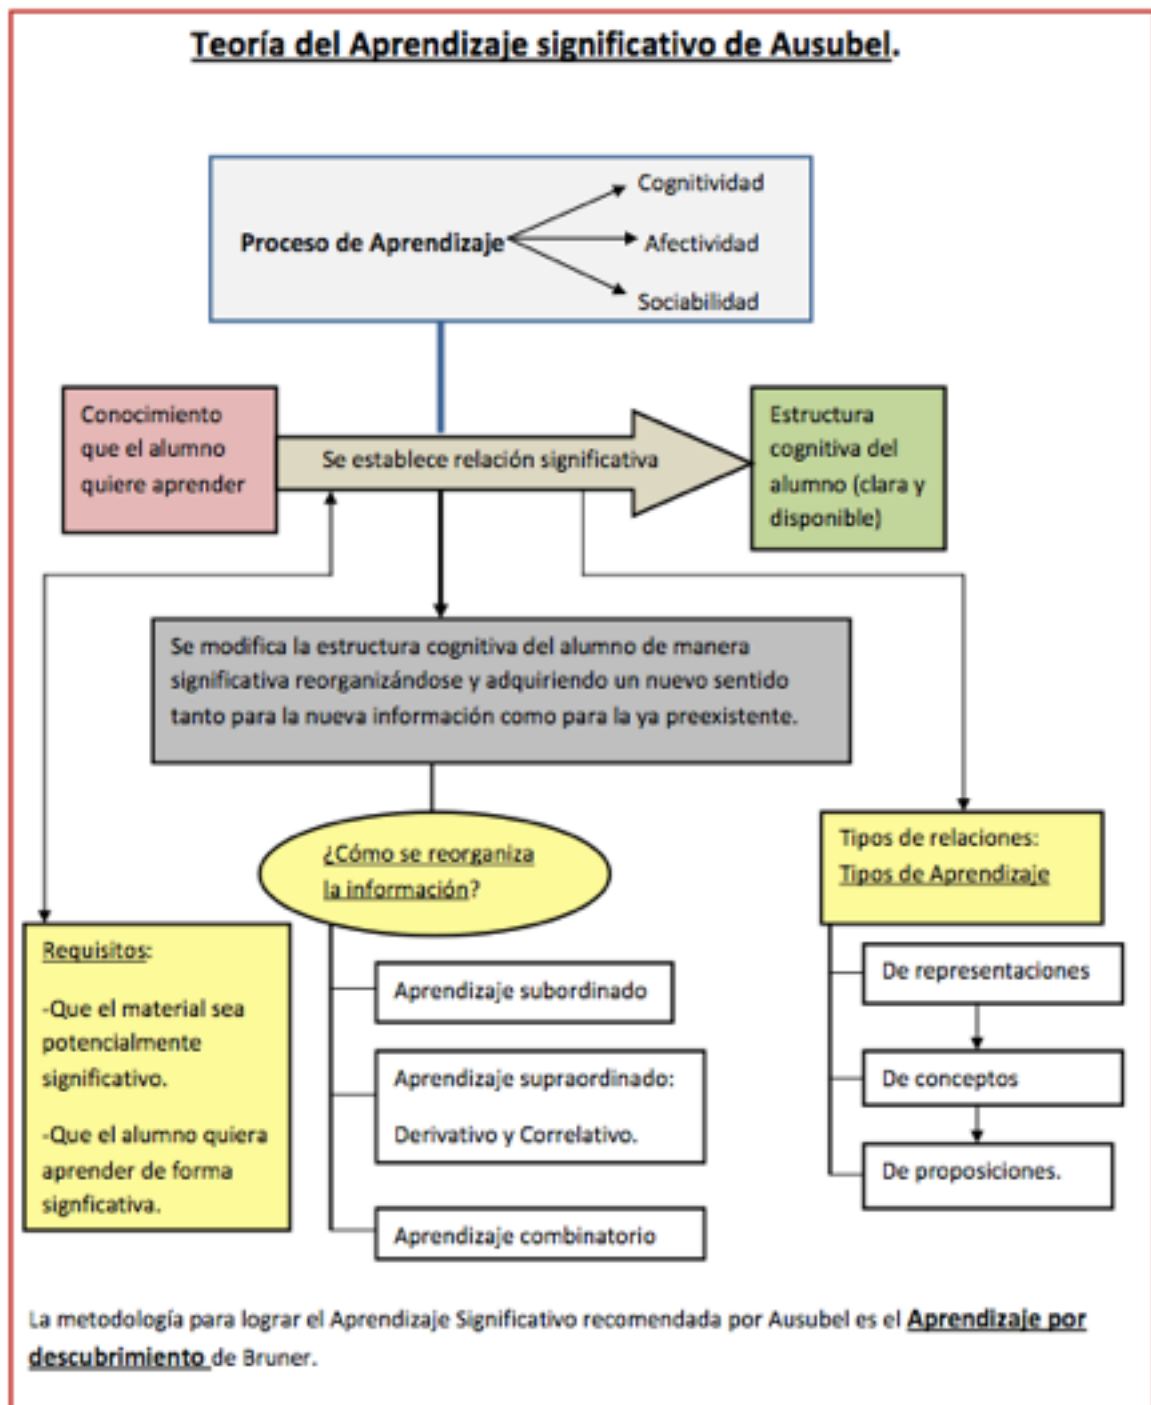 Teoría del Aprendizaje significativo de Ausubel.
Proceso de Aprendizaje
Cognitividad
Afectividad
Sociabilidad
Conocimiento
que el alumno
quiere aprender
Se establece relación significativa
Estructura
cognitiva del
alumno (clara y
disponible)
Se modifica la estructura cognitiva del alumno de manera
significativa reorganizándose y adquiriendo un nuevo sentido
tanto para la nueva información como para la ya preexistente.
¿Cómo se reorganiza
la información?
Tipos de relaciones:
Tipos de Aprendizaje
Requisitos:
-Que el material sea
potencialmente
significativo.
-Que el alumno quiera
aprender de forma
signficativa.
Aprendizaje subordinado
Aprendizaje supraordinado:
Derivativo y Correlativo.
Aprendizaje combinatorio
De representaciones
De conceptos
De proposiciones.
La metodología para lograr el Aprendizaje Significativo recomendada por Ausubel es el Aprendizaje por
descubrimiento de Bruner.